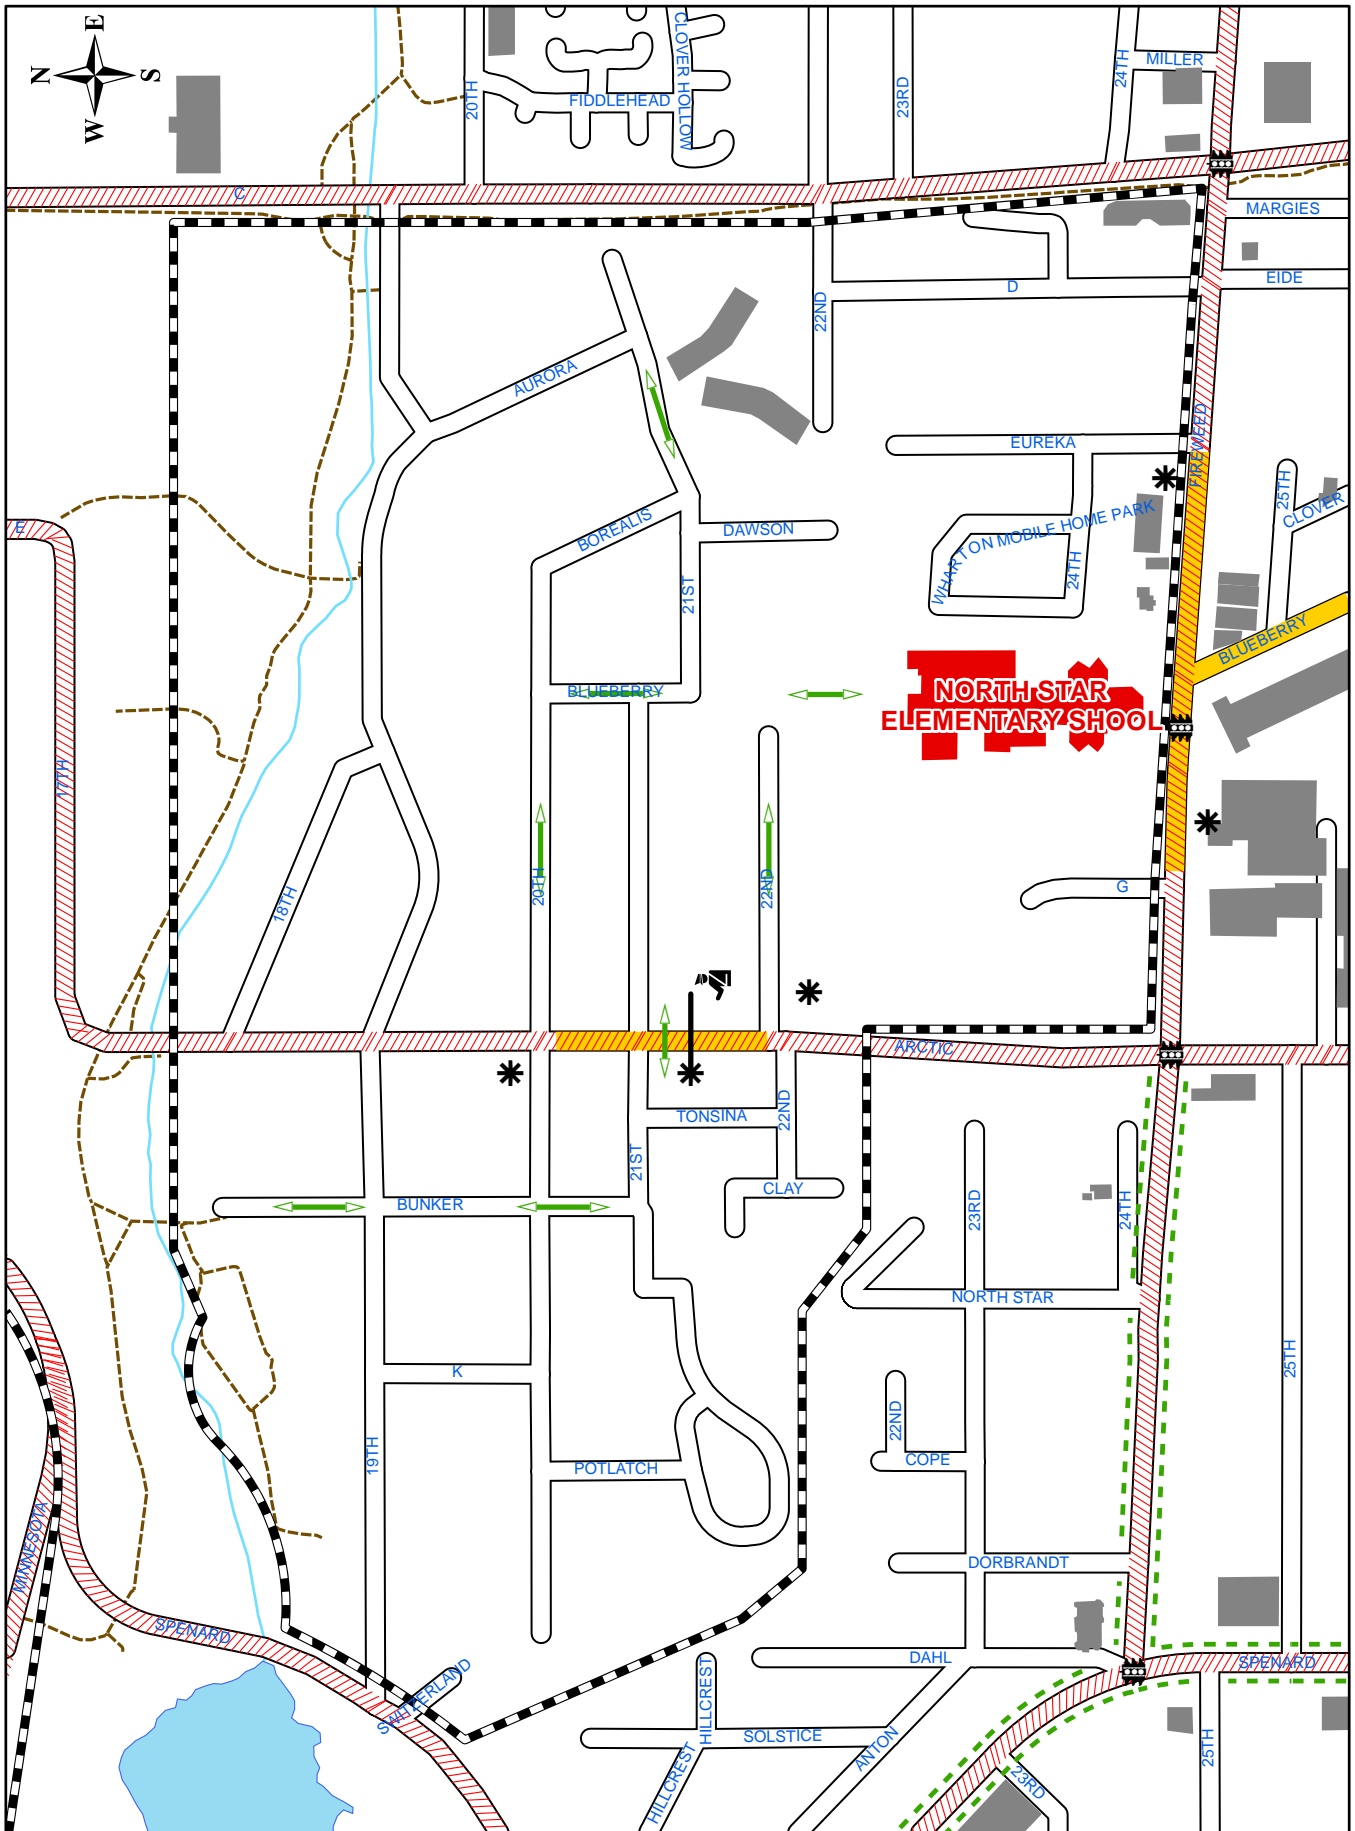 E
N
S
W
20TH
CLOVER HOLLOW
FIDDLEHEAD
23RD
24TH
MILLER
C
MARGIES
EIDE
D
22ND
AURORA
FIREWEED
EUREKA
25TH
CLOVER
WHARTON MOBILE HOME PARK
E
BOREALIS
DAWSON
24TH
21ST
BLUEBERRY
BLUEBERRY
NORTH STAR
ELEMENTARY SHOOL
17TH
18TH
20TH
22ND
G
ARCTIC
TONSINA
22ND
21ST
CLAY
BUNKER
23RD
24TH
NORTH STAR
25TH
K
22ND
19TH
COPE
POTLATCH
MINNESOTA
DORBRANDT
SPENARD
DAHL
SPENARD
SWITZERLAND
HILLCREST
SOLSTICE
ANTON
25TH
HILLCREST
23RD